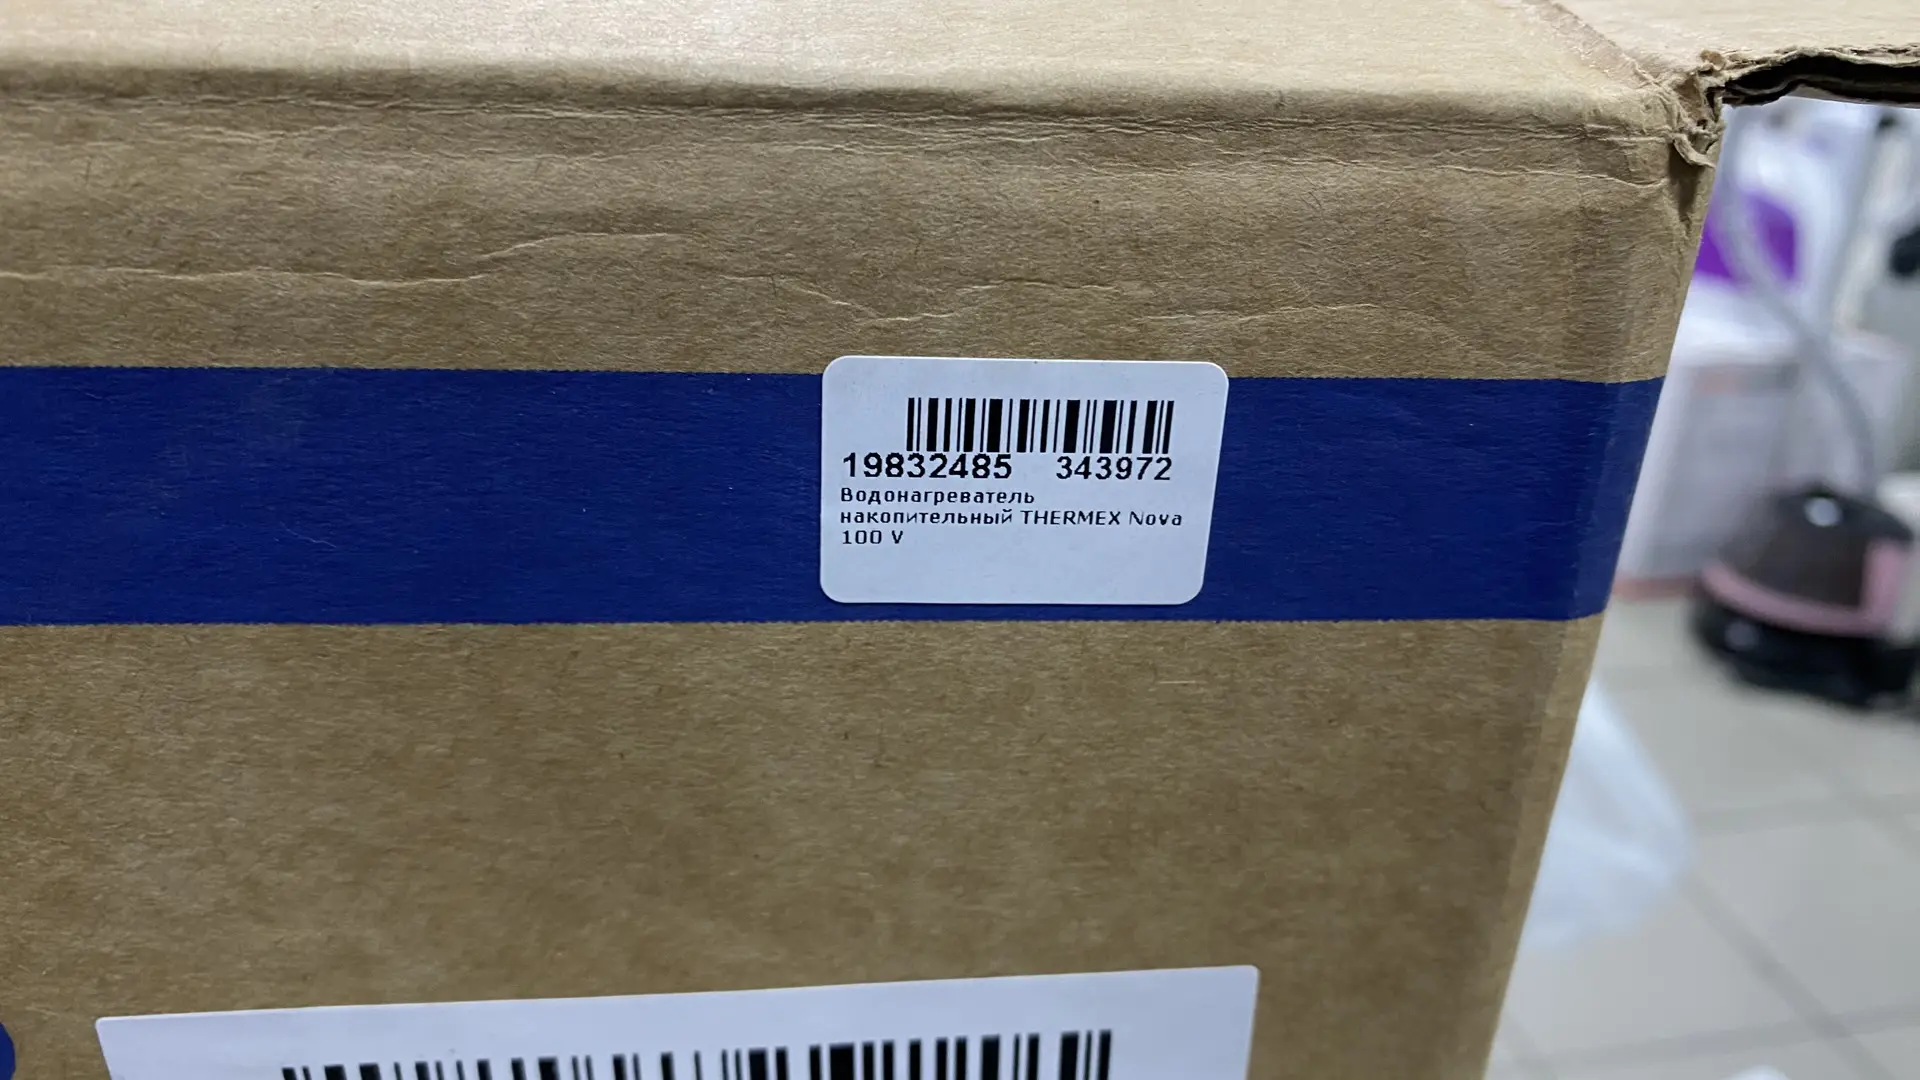 19832485 343972
Водонагреватель
накопительный THERMEX Nova
100 V